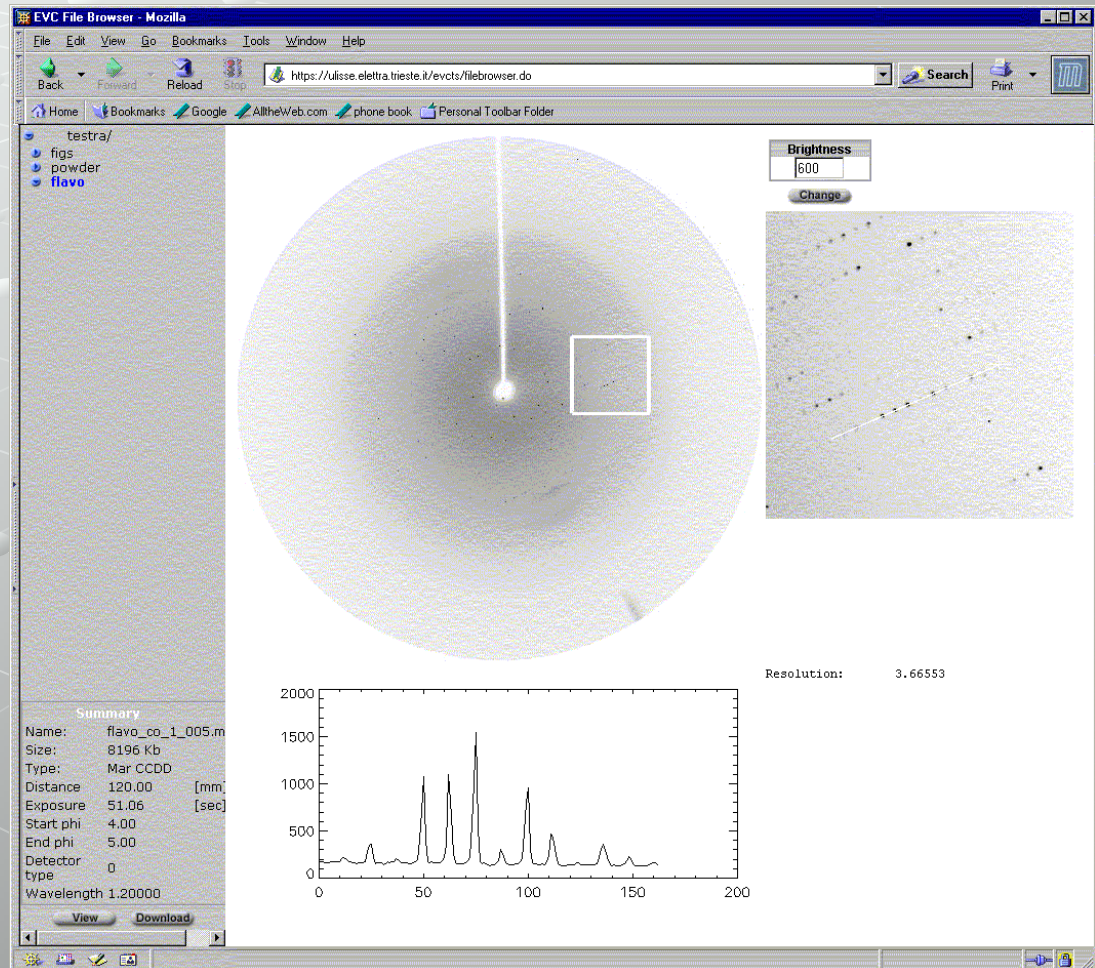 EVC File Browser - Mozilla
File Edit View Go Bookmarks Tools Window Help
Back Forward Reload Stop https://ulisse.elettra.trieste.it/evcts/filebrowser.do Search Print
Home Bookmarks Google AlltheWeb.com phone book Personal Toolbar Folder
testra/
figs
powder
flavo
Brightness
600
Change
Resolution: 3.66553
2000
1500
1000
500
0
0 50 100 150 200
Summary
Name: flavo_co_1_005.m
Size: 8196 Kb
Type: Mar CCDD
Distance 120.00 [mm]
Exposure 51.06 [sec]
Start phi 4.00
End phi 5.00
Detector type 0
Wavelength 1.20000
View Download